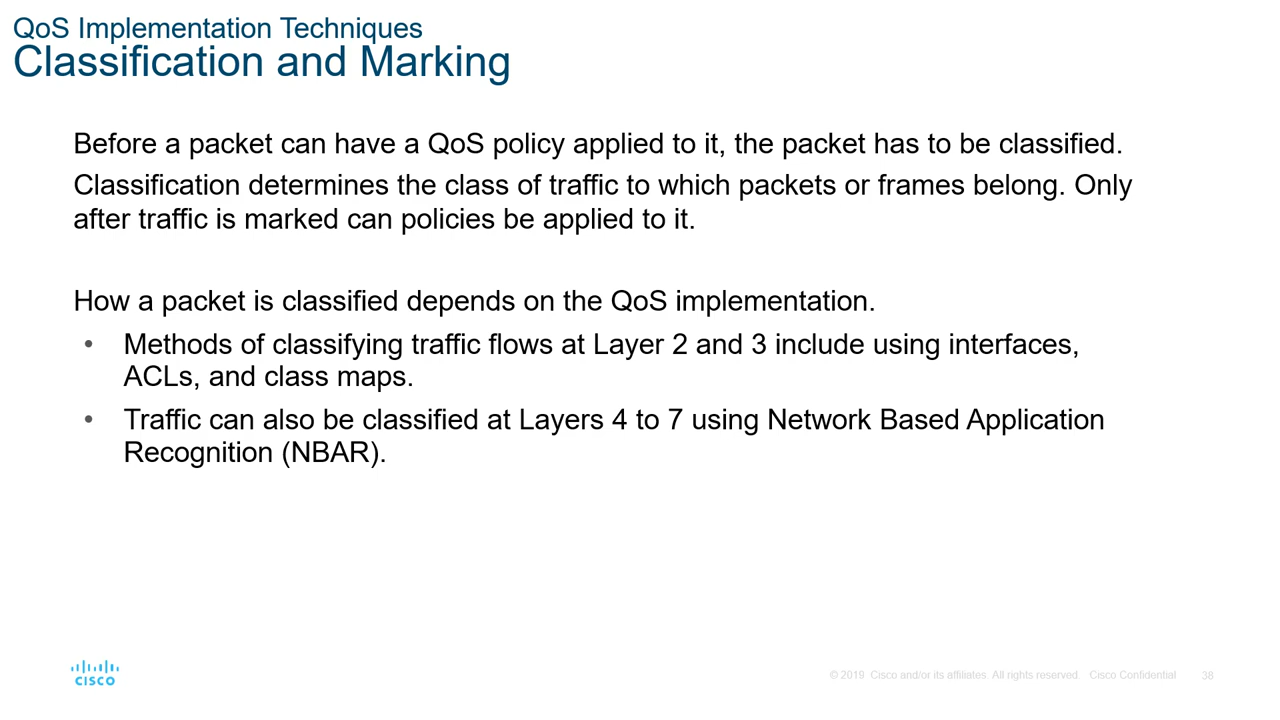 QoS Implementation Techniques
Classification and Marking
Before a packet can have a QoS policy applied to it, the packet has to be classified.
Classification determines the class of traffic to which packets or frames belong. Only
after traffic is marked can policies be applied to it.
How a packet is classified depends on the QoS implementation.
• Methods of classifying traffic flows at Layer 2 and 3 include using interfaces,
ACLs, and class maps.
• Traffic can also be classified at Layers 4 to 7 using Network Based Application
Recognition (NBAR).
CISCO
© 2019 Cisco and/or its affiliates. All rights reserved. Cisco Confidential 38